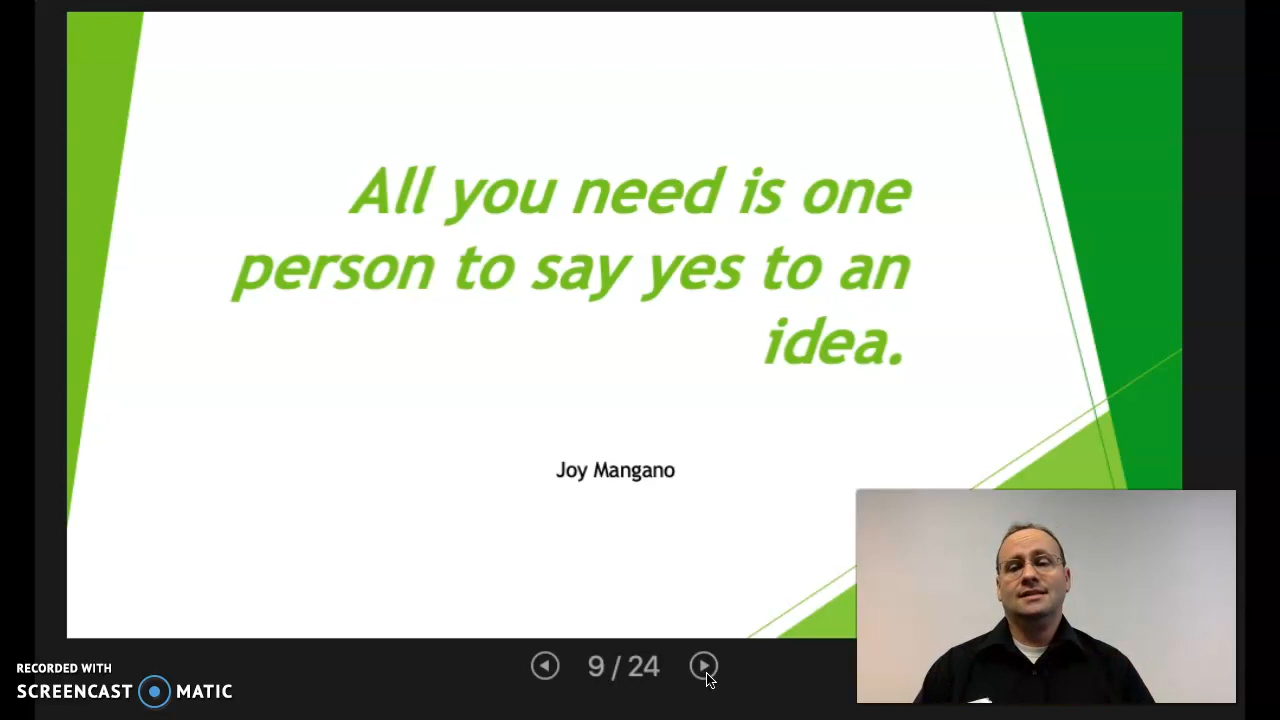 All you need is one
person to say yes to an
idea.
Joy Mangano
9 / 24
RECORDED WITH
SCREENCAST MATIC